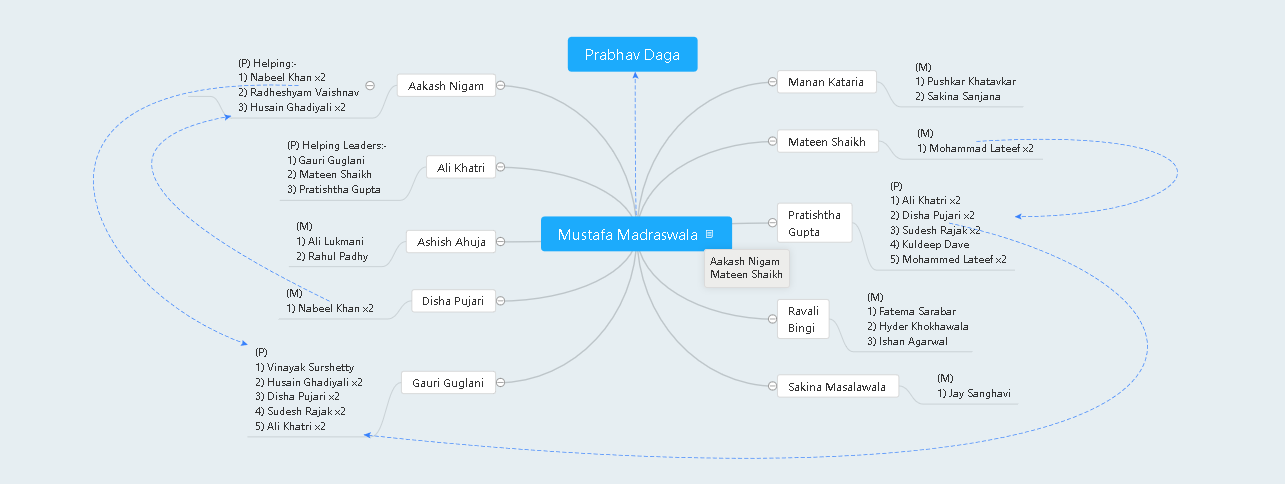 Prabhav Daga
(P) Helping:-
1) Nabeel Khan x2
2) Radheshyam Vaishnav
3) Husain Ghadiyali x2
Aakash Nigam
(P) Helping Leaders:-
1) Gauri Guglani
2) Mateen Shaikh
3) Pratishtha Gupta
Ali Khatri
(M)
1) Ali Lukmani
2) Rahul Padhy
Ashish Ahuja
(M)
1) Nabeel Khan x2
Disha Pujari
(P)
1) Vinayak Surshetty
2) Husain Ghadiyali x2
3) Disha Pujari x2
4) Sudesh Rajak x2
5) Ali Khatri x2
Gauri Guglani
Mustafa Madraswala
Aakash Nigam
Mateen Shaikh
Manan Kataria
(M)
1) Pushkar Khatavkar
2) Sakina Sanjana
Mateen Shaikh
(M)
1) Mohammad Lateef x2
Pratishtha
Gupta
(P)
1) Ali Khatri x2
2) Disha Pujari x2
3) Sudesh Rajak x2
4) Kuldeep Dave
5) Mohammed Lateef x2
Ravali
Bingi
(M)
1) Fatema Sarabar
2) Hyder Khokhawala
3) Ishan Agarwal
Sakina Masalawala
(M)
1) Jay Sanghavi